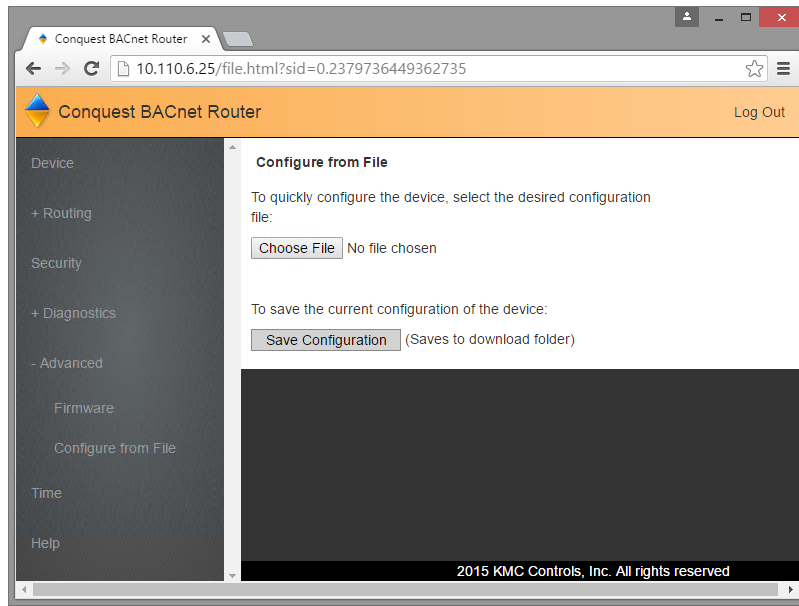 Conquest BACnet Router
10.110.6.25/file.html?sid=0.2379736449362735
Conquest BACnet Router
Log Out
Device
+ Routing
Security
+ Diagnostics
- Advanced
Firmware
Configure from File
Time
Help
Configure from File
To quickly configure the device, select the desired configuration
file:
Choose File No file chosen
To save the current configuration of the device:
Save Configuration (Saves to download folder)
2015 KMC Controls, Inc. All rights reserved